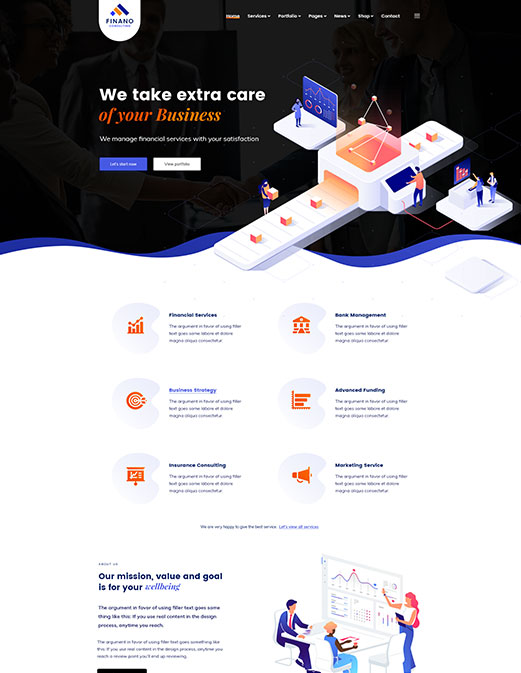 FINANO
CONSULTING
Home Services Portfolio Pages News Shop Contact
We take extra care
of your Business
We manage financial services with your satisfaction
Let's start now View portfolio
Financial Services
The argument in favor of using filler
text goes some labore et dolore
magna aliqua consectetur.
Bank Management
The argument in favor of using filler
text goes some labore et dolore
magna aliqua consectetur.
Business Strategy
The argument in favor of using filler
text goes some labore et dolore
magna aliqua consectetur.
Advanced Funding
The argument in favor of using filler
text goes some labore et dolore
magna aliqua consectetur.
Insurance Consulting
The argument in favor of using filler
text goes some labore et dolore
magna aliqua consectetur.
Marketing Service
The argument in favor of using filler
text goes some labore et dolore
magna aliqua consectetur.
We are very happy to give the best service. Let's view all services
ABOUT US
Our mission, value and goal
is for your wellbeing
The argument in favor of using filler text goes some
thing like this: If you use real content in the design
process, anytime you reach.
The argument in favor of using filler text goes something like
this: If you use real content in the design process, anytime you
reach a review point you'll end up reviewing.